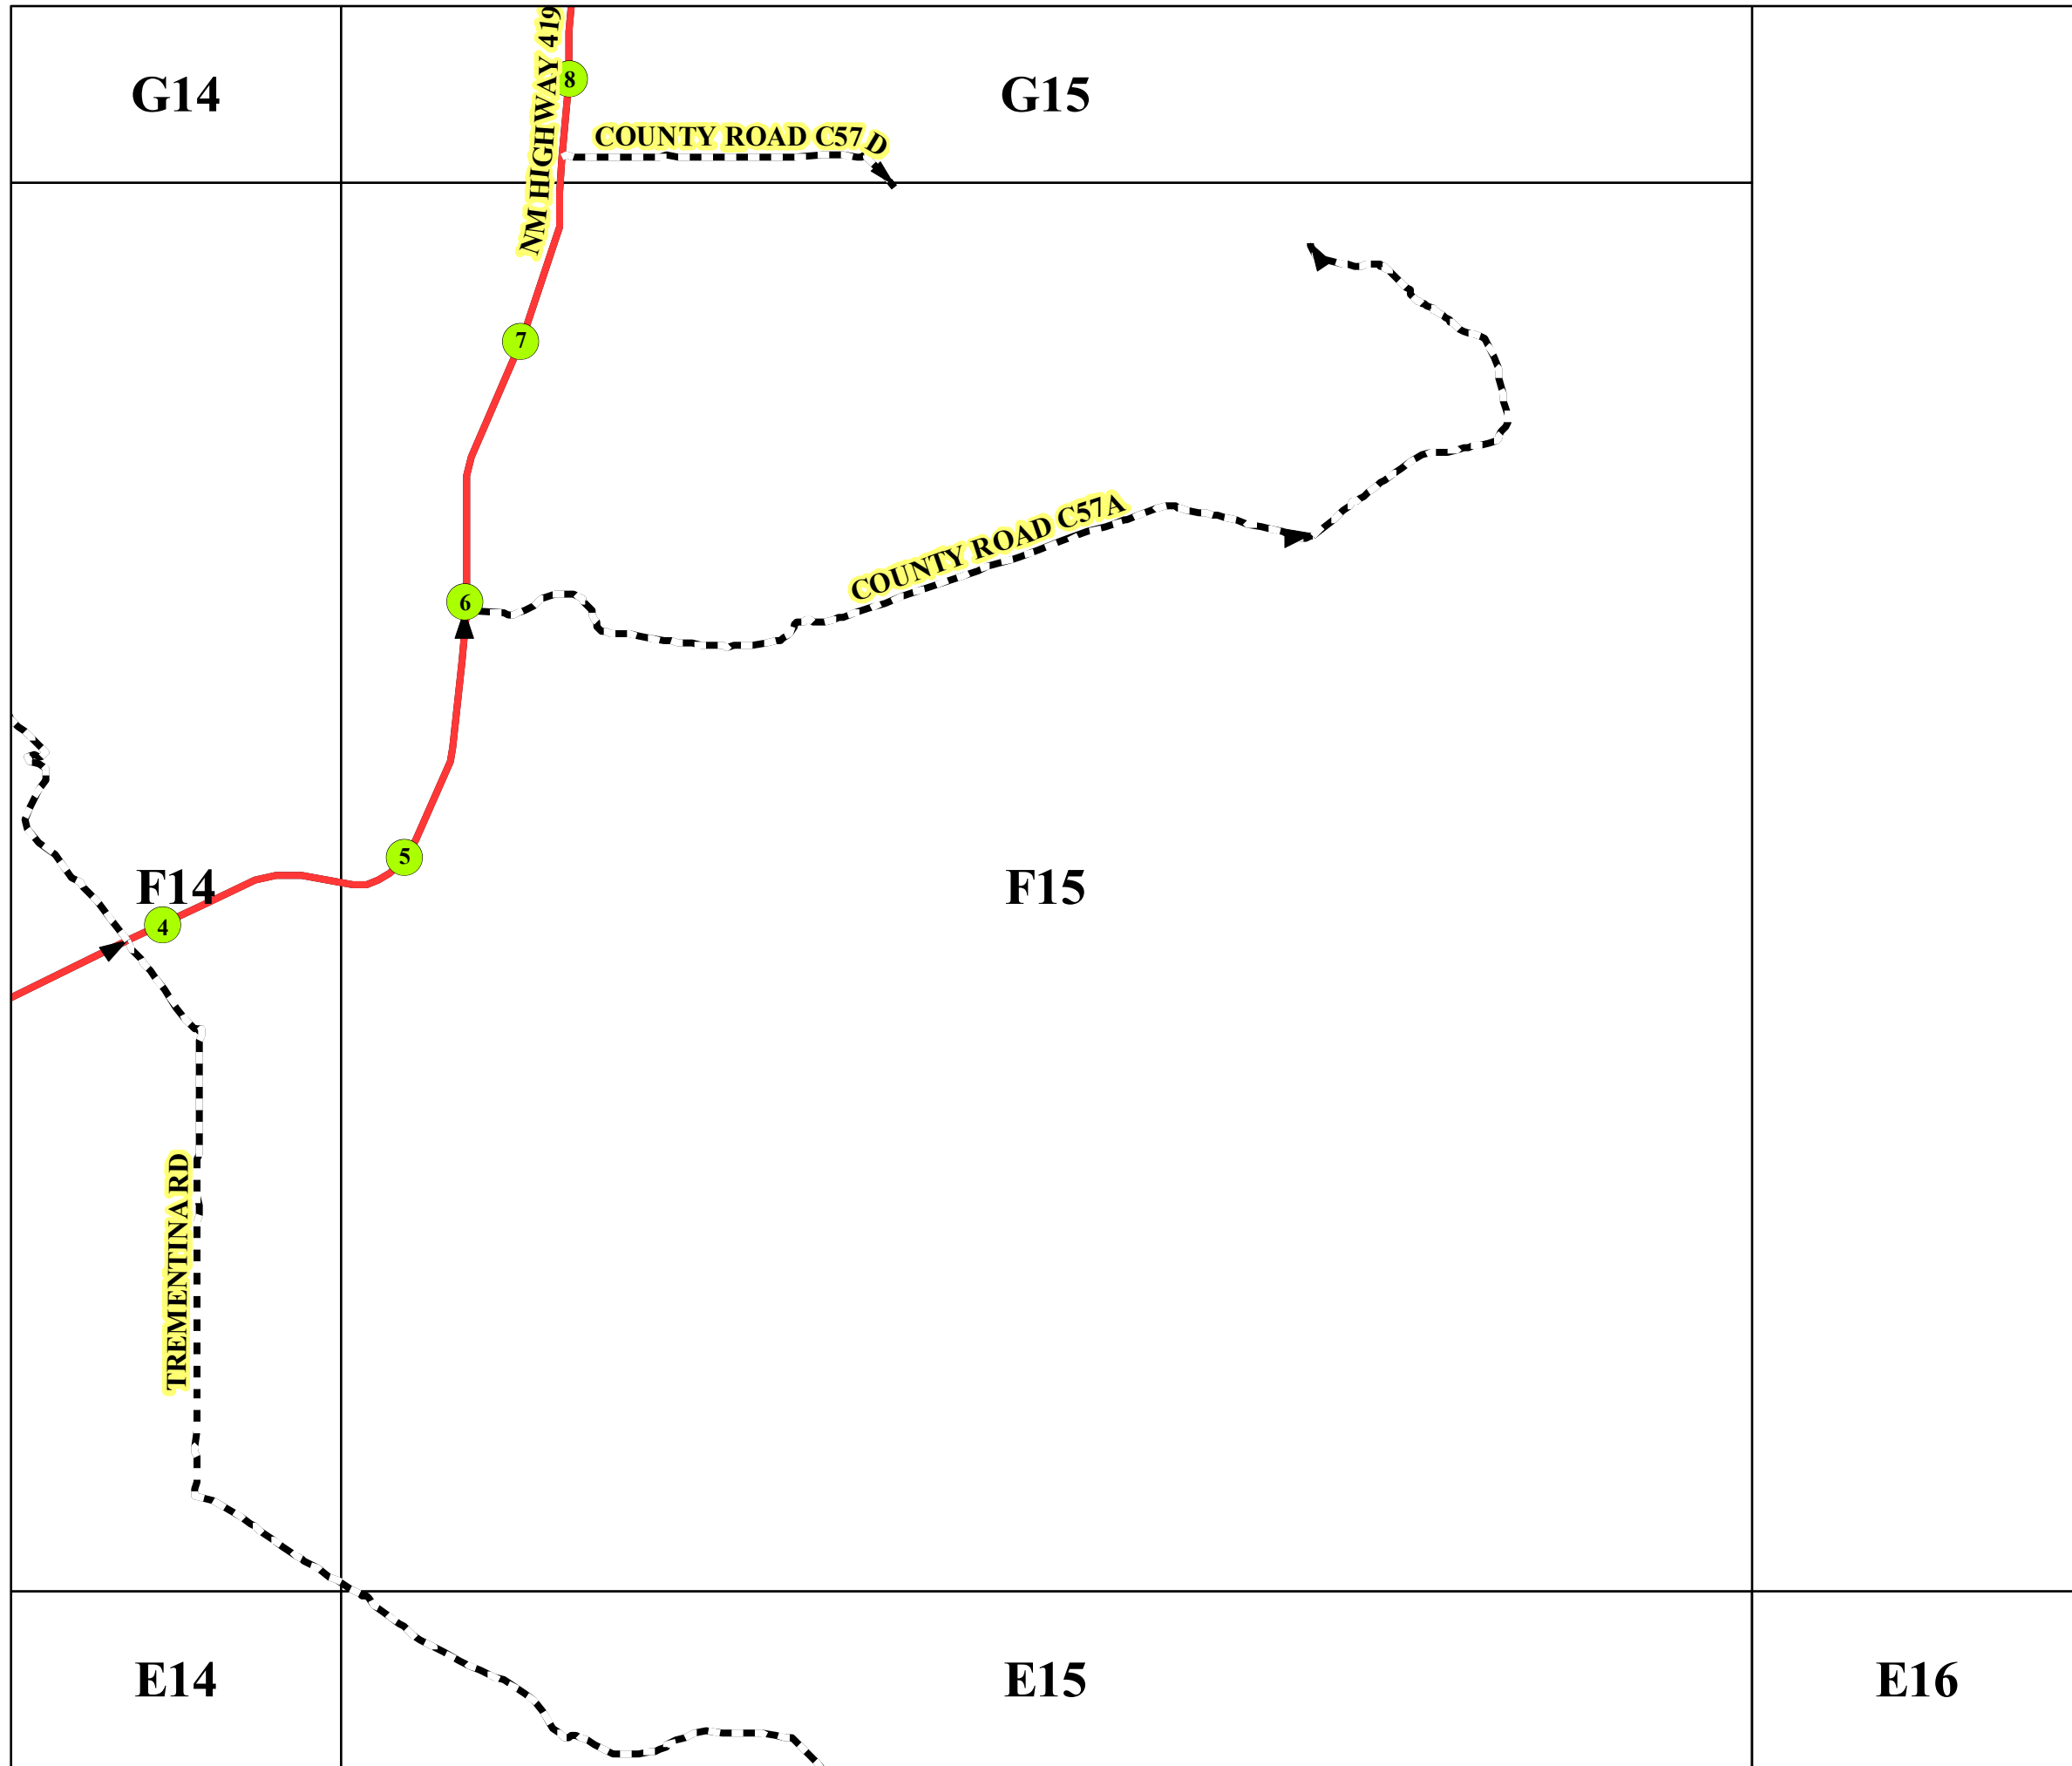 NM HIGHWAY 419
8
G14
G15
COUNTY ROAD C57 D
7
COUNTY ROAD C57A
6
5
F14
F15
4
TREMENTINA RD
E14
E15
E16